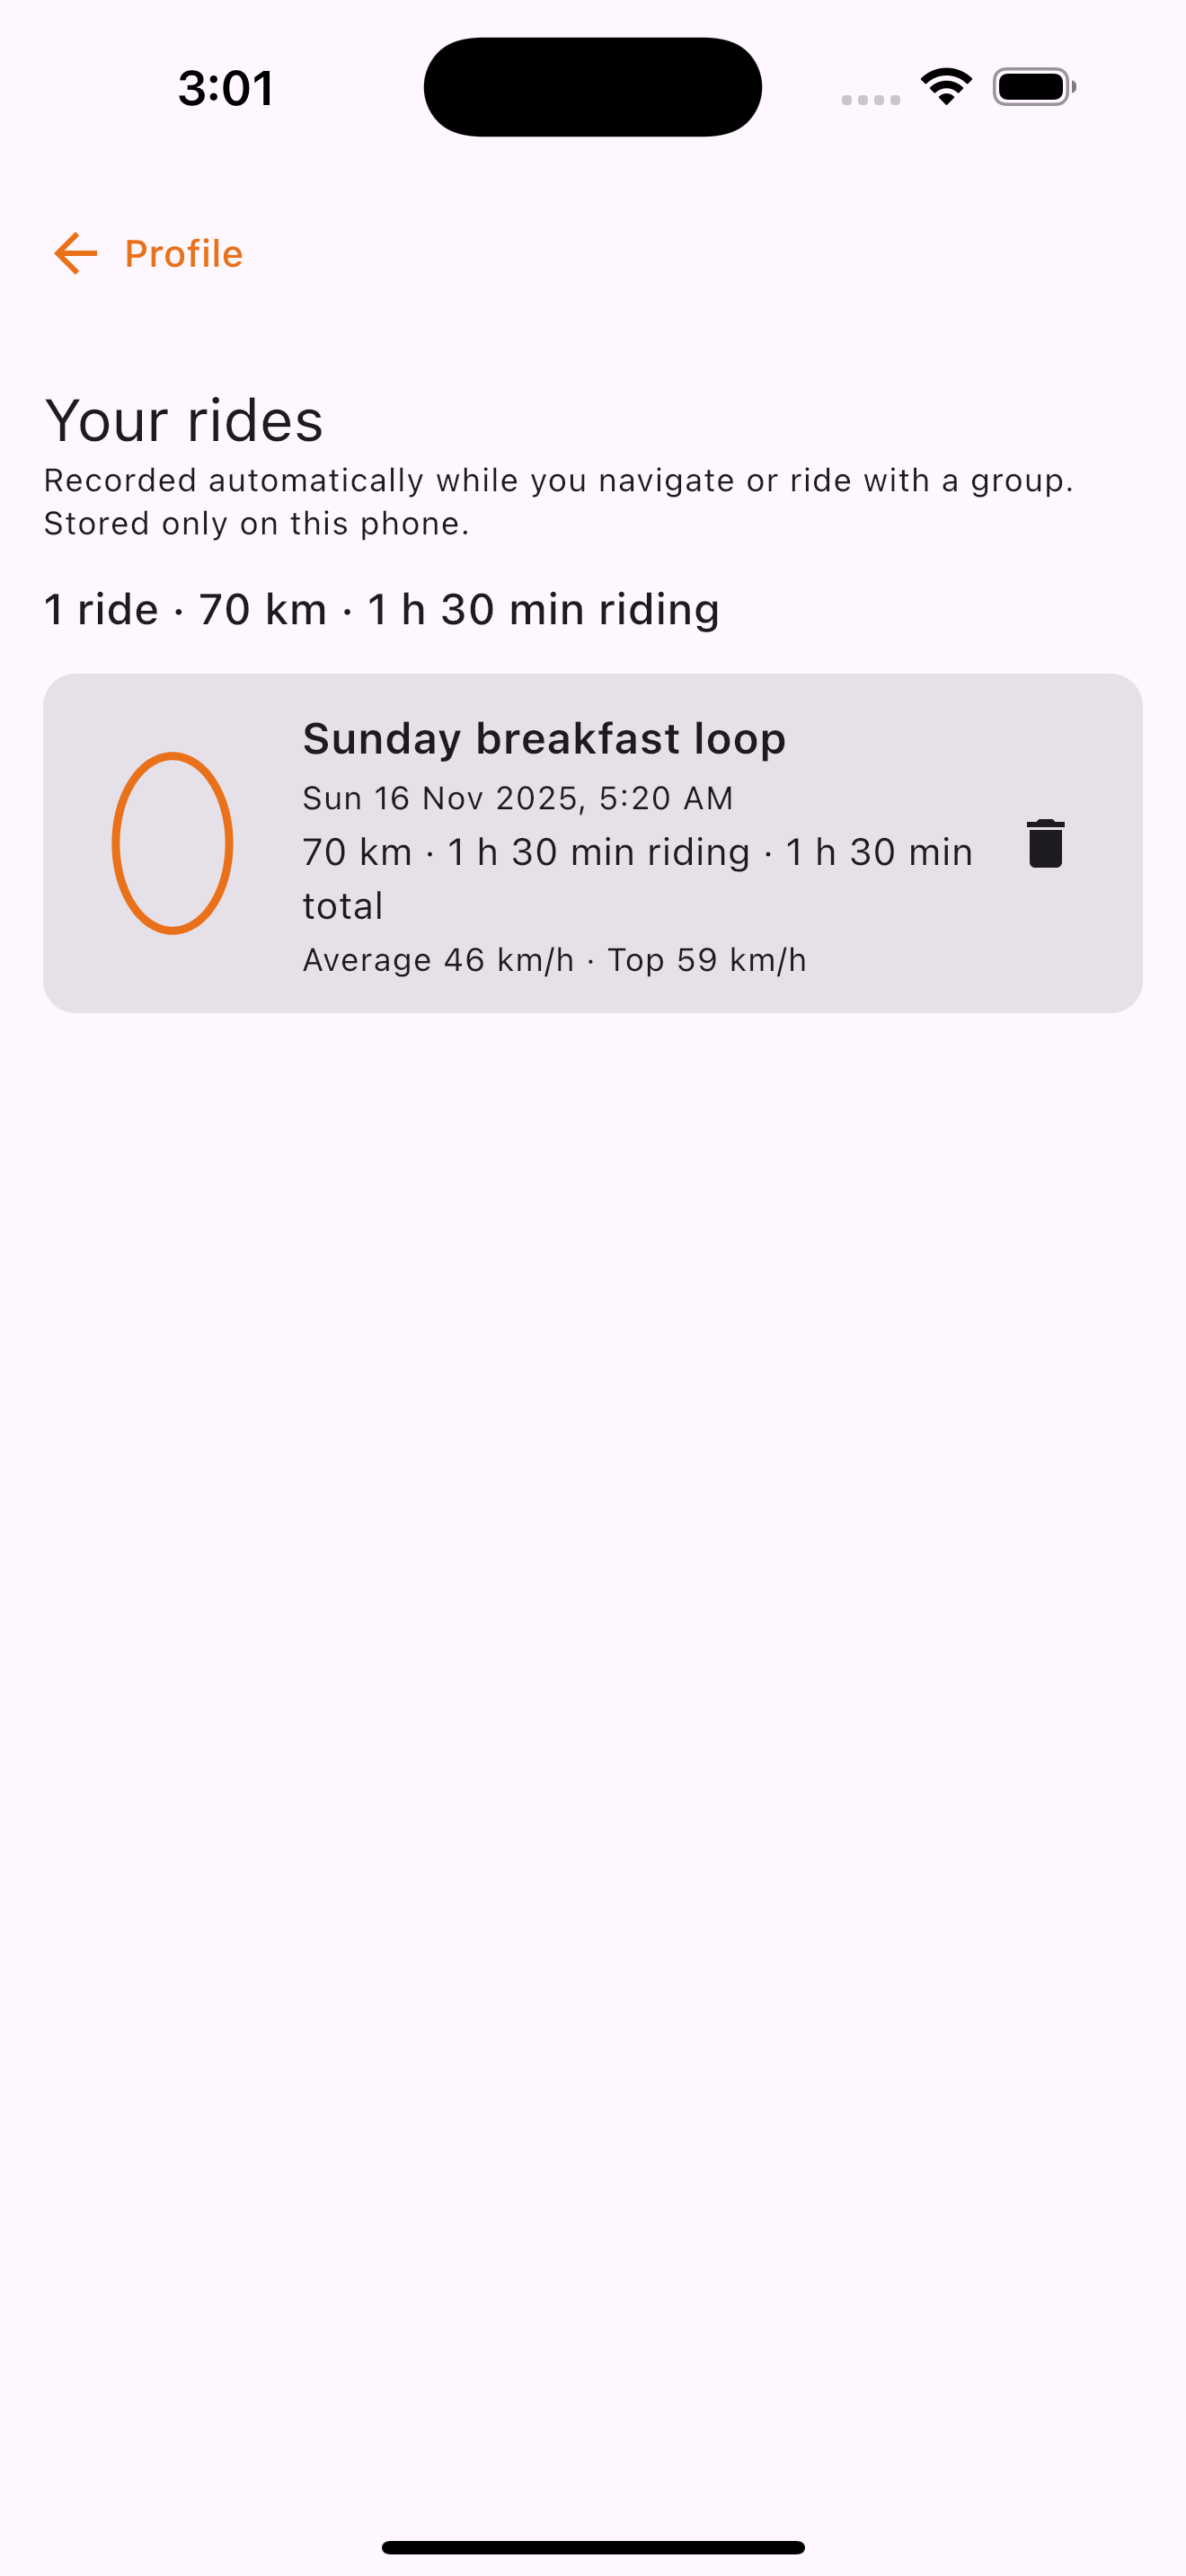 3:01
Profile
Your rides
Recorded automatically while you navigate or ride with a group.
Stored only on this phone.
1 ride · 70 km · 1 h 30 min riding
Sunday breakfast loop
Sun 16 Nov 2025, 5:20 AM
70 km · 1 h 30 min riding · 1 h 30 min
total
Average 46 km/h · Top 59 km/h